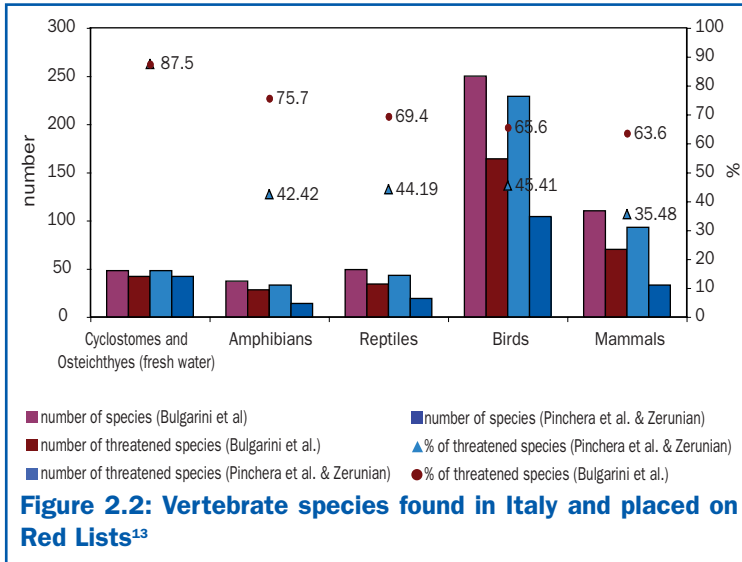 300
250
200
150
100
50
0
number
100
90
80
70
60
50
40
30
20
10
0
%
87.5
75.7
69.4
65.6
63.6
42.42
44.19
45.41
35.48
Cyclostomes and
Osteichthyes (fresh water)
Amphibians
Reptiles
Birds
Mammals
number of species (Bulgarini et al)
number of threatened species (Bulgarini et al.)
number of threatened species (Pinchera et al. & Zerunian)
number of species (Pinchera et al. & Zerunian)
% of threatened species (Pinchera et al. & Zerunian)
% of threatened species (Bulgarini et al.)
Figure 2.2: Vertebrate species found in Italy and placed on
Red Lists¹³